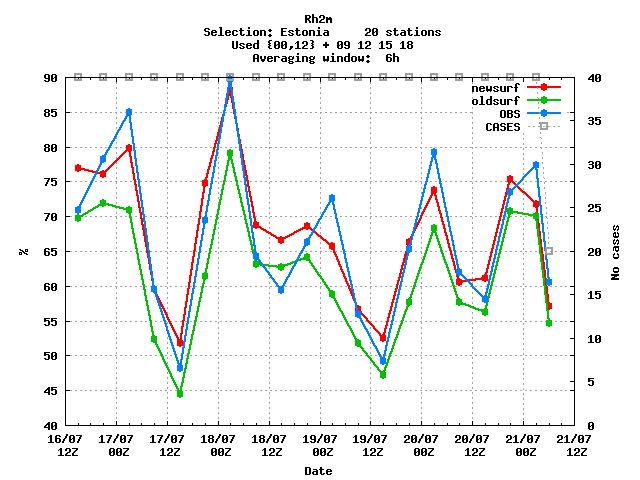 Rh2m
Selection: Estonia     20 stations
Used {00,12} + 09 12 15 18
Averaging window:  6h
90
85
80
75
70
65
60
55
50
45
40
%
40
35
30
25
20
15
10
5
0
No cases
newsurf
oldsurf
OBS
CASES
16/07 17/07 17/07 18/07 18/07 19/07 19/07 20/07 20/07 21/07 21/07
12Z 00Z 12Z 00Z 12Z 00Z 12Z 00Z 12Z 00Z 12Z
Date